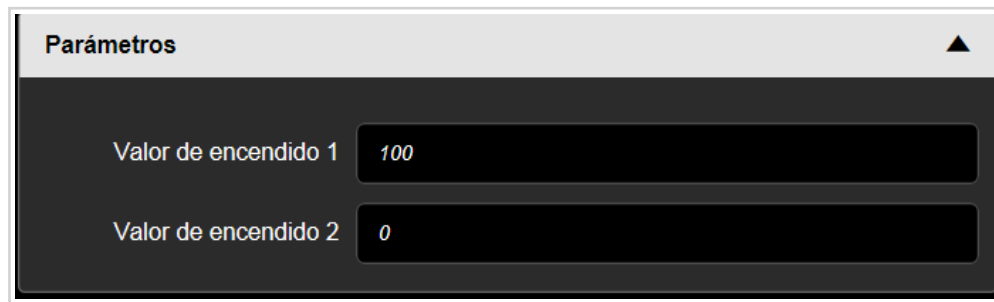 Parámetros
Valor de encendido 1 100
Valor de encendido 2 0